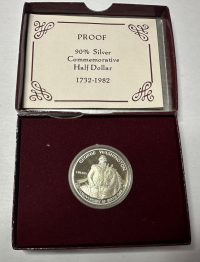 PROOF
90% Silver
Commemorative
Half Dollar
1732-1982
GEORGE WASHINGTON